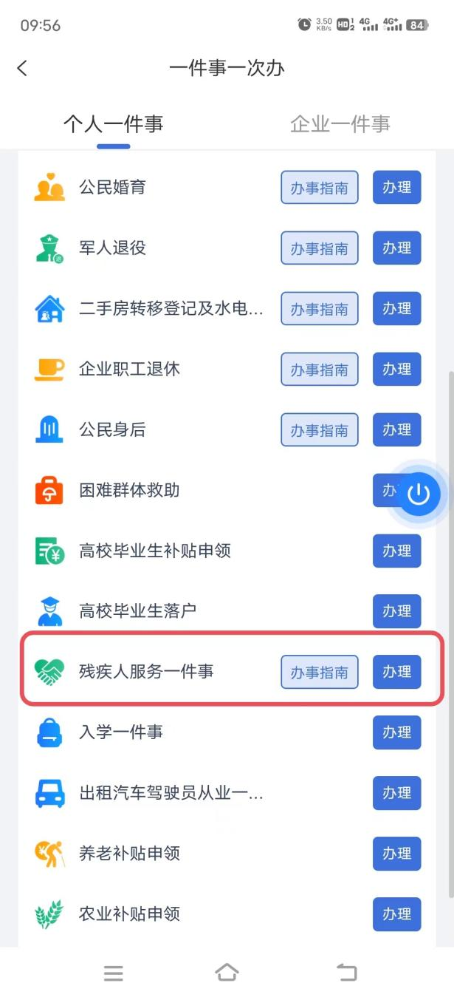 09:56 3.50 KB/s HD 1 2 4G 4G+ 84
一件事一次办
个人一件事 企业一件事
公民婚育 办事指南 办理
军人退役 办事指南 办理
退
二手房转移登记及水电... 办事指南 办理
企业职工退休 办事指南 办理
公民身后 办事指南 办理
困难群体救助 办
高校毕业生补贴申领 办理
高校毕业生落户 办理
残疾人服务一件事 办事指南 办理
入学一件事 办理
出租汽车驾驶员从业一... 办理
养老补贴申领 办理
农业补贴申领 办理